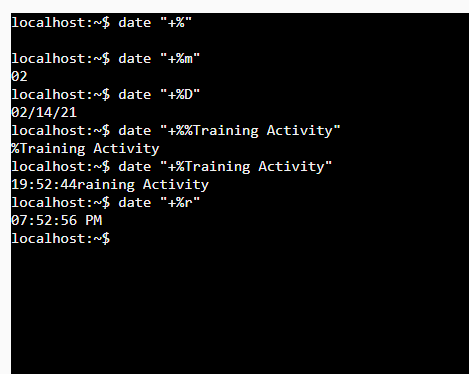 localhost:~$ date "+%"
localhost:~$ date "+%m"
02
localhost:~$ date "+%D"
02/14/21
localhost:~$ date "+%%Training Activity"
%Training Activity
localhost:~$ date "+%Training Activity"
19:52:44raining Activity
localhost:~$ date "+%r"
07:52:56 PM
localhost:~$